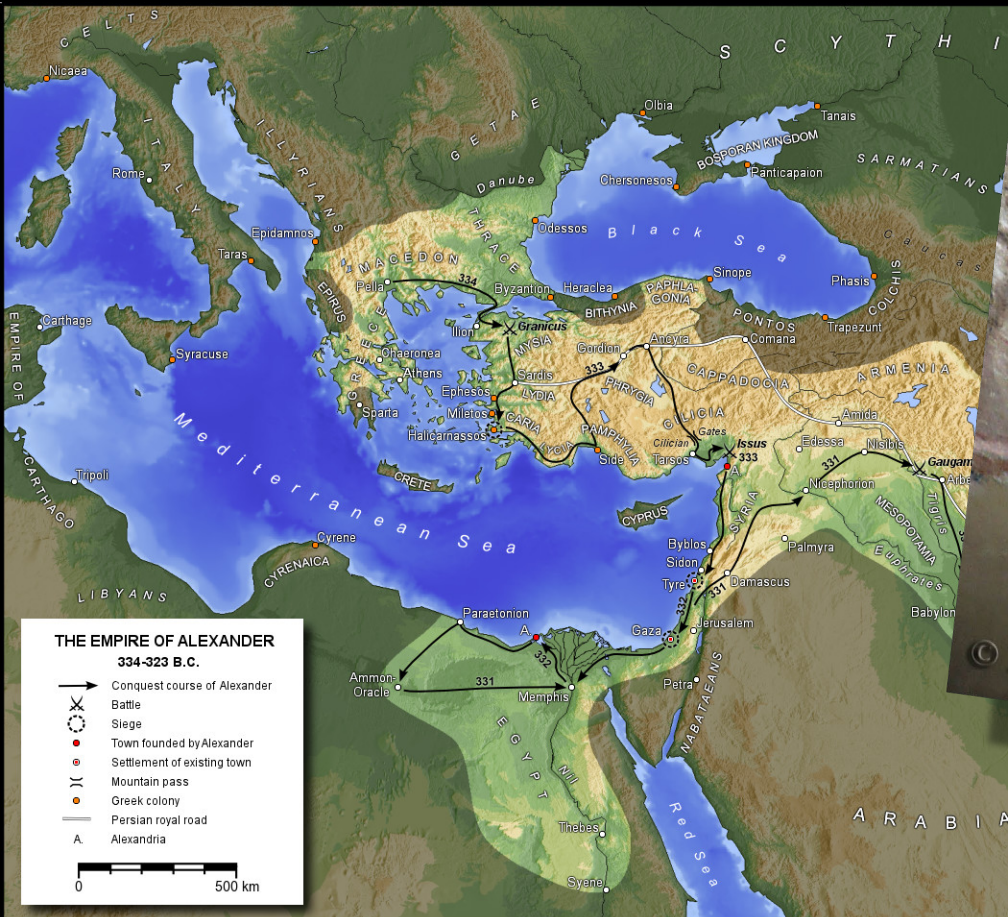 CELTS
SCYTHI
Nicaea
ITALY
ILLYRIANS
GETAE
Olbia
Tanais
BOSPORAN KINGDOM
SARMATIANS
Panticapaion
Chersonesos
Danube
Rome
Epidamnos
Taras
THRACE
Odessos
Black Sea
Caucas
MACEDON
Pella
334
Byzantion
Heraclea
Sinope
PAPHLA-
GONIA
Phasis
COLCHIS
EPIRUS
BITHYNIA
PONTOS
Trapezunt
EMPIRE OF
CARTHAGO
Carthage
Syracuse
GREECE
Ilion
Granicus
MYSIA
Gordion
Ancyra
Comana
Chaeronea
Athens
Sparta
Sardis
333
PHRYGIA
CAPPADOCIA
ARMENIA
Ephesos
LYDIA
Miletos
CARIA
Halicarnassos
LYCIA
PAMPHYLIA
Side
CILICIA
Cilician
Gates
Tarsos
Issus
333
A.
Amida
Edessa
Nisibis
331
Gaugam
Arbe
Nicephorion
Tigris
MESOPOTAMIA
Euphrates
Babylon
Tripoli
Mediterranean Sea
CRETE
CYPRUS
SYRIA
Palmyra
Byblos
Sidon
Tyre
331
Damascus
332
Cyrene
CYRENAICA
LIBYANS
Paraetonion
A.
332
Gaza
Jerusalem
Ammon-
Oracle
331
Memphis
Petra
NABATAEANS
EGYPT
Nil
Thebes
Syene
Red Sea
ARABIA
THE EMPIRE OF ALEXANDER
334-323 B.C.
Conquest course of Alexander
Battle
Siege
Town founded by Alexander
Settlement of existing town
Mountain pass
Greek colony
Persian royal road
A. Alexandria
0 500 km
©